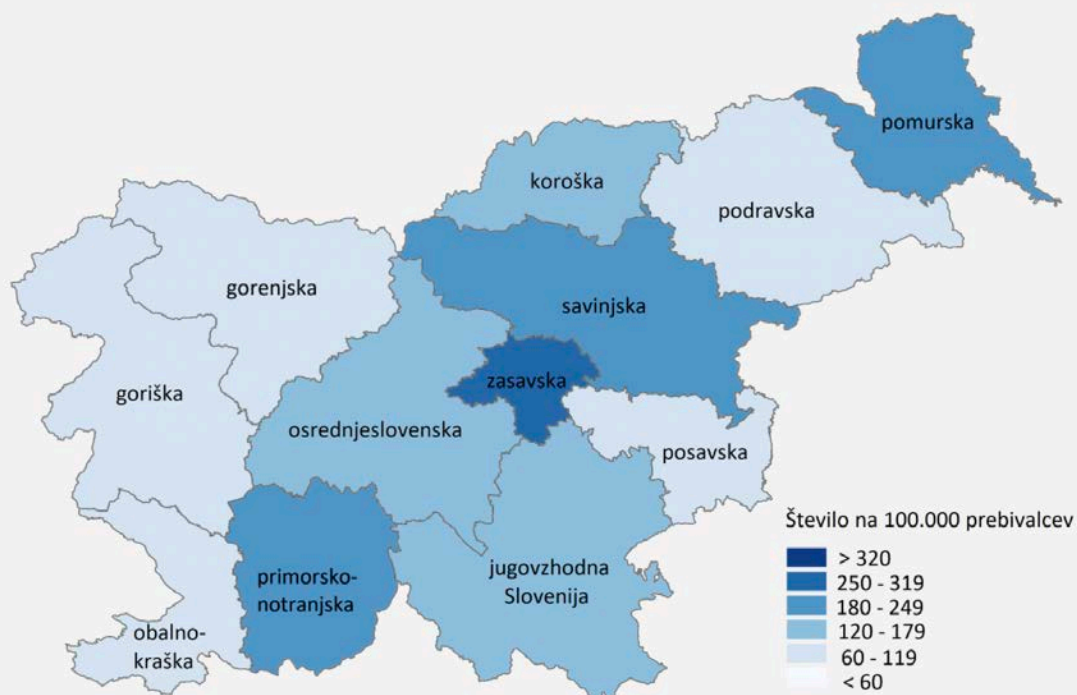 pomurska
koroška
podravska
gorenjska
savinjska
zasavska
goriška
osrednjeslovenska
posavska
Število na 100.000 prebivalcev
> 320
250 - 319
180 - 249
120 - 179
60 - 119
< 60
jugovzhodna
Slovenija
primorsko-
notranjska
obalno-
kraška